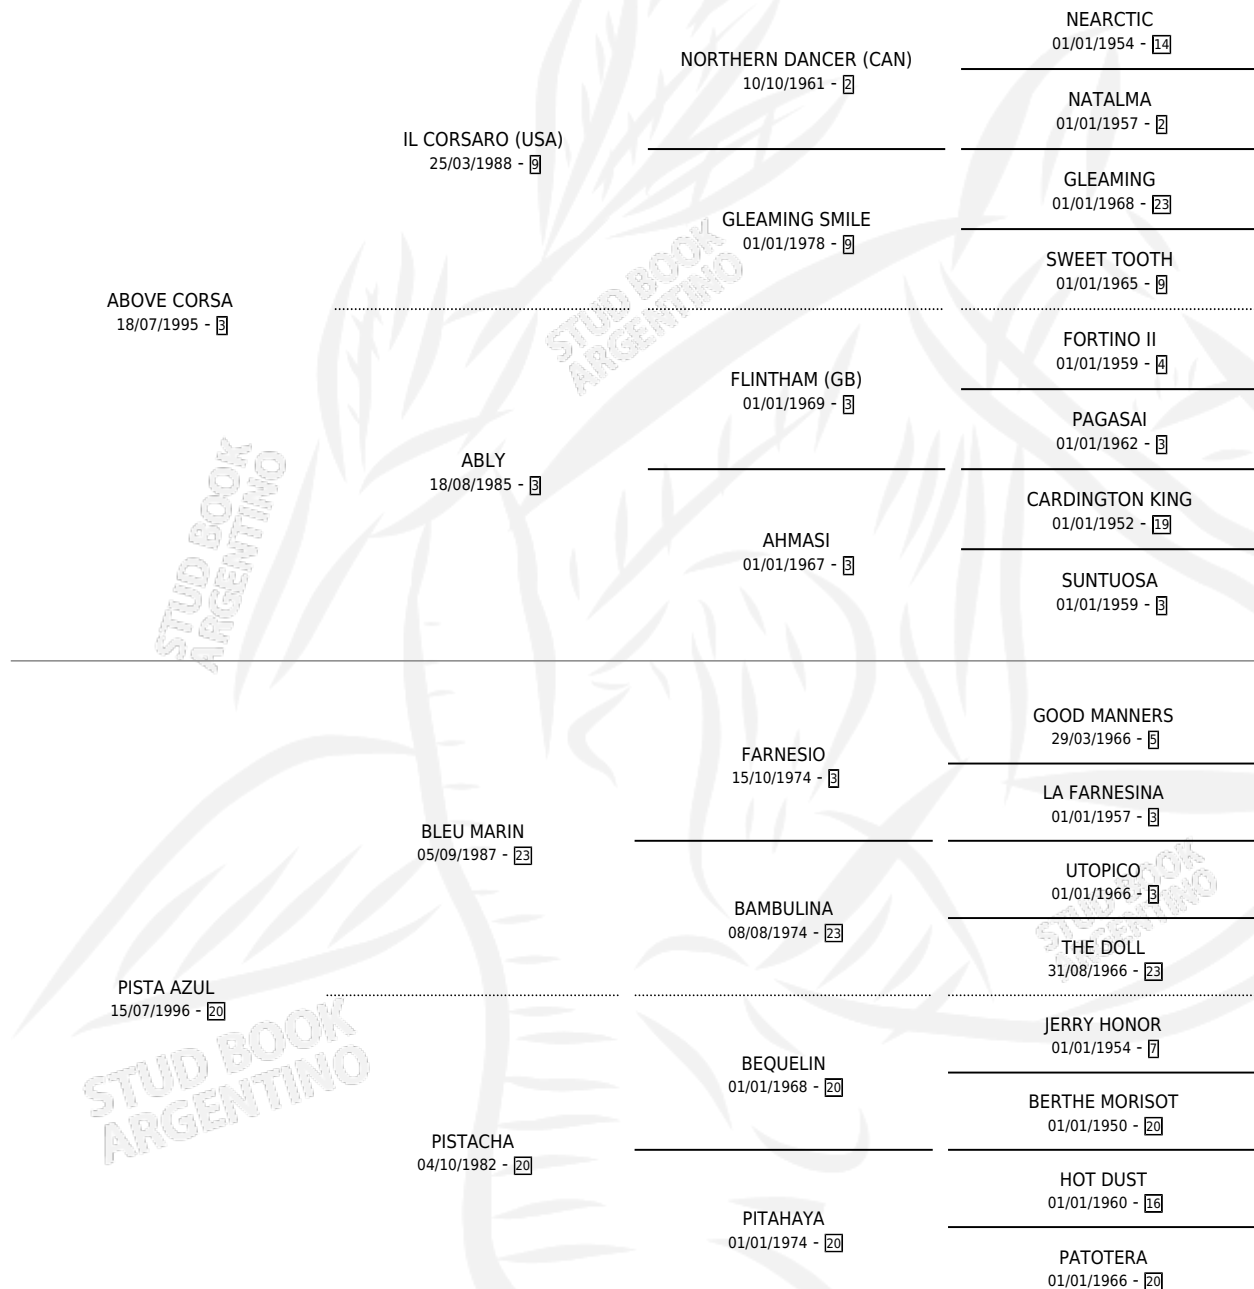 NEARCTIC
01/01/1954 - 14
NORTHERN DANCER (CAN)
10/10/1961 - 2
NATALMA
01/01/1957 - 2
IL CORSARO (USA)
25/03/1988 - 9
GLEAMING
01/01/1968 - 23
GLEAMING SMILE
01/01/1978 - 9
SWEET TOOTH
01/01/1965 - 9
ABOVE CORSA
18/07/1995 - 3
FORTINO II
01/01/1959 - 4
FLINTHAM (GB)
01/01/1969 - 3
PAGASAI
01/01/1962 - 3
ABLY
18/08/1985 - 3
CARDINGTON KING
01/01/1952 - 19
AHMASI
01/01/1967 - 3
SUNTUOSA
01/01/1959 - 3
STUD BOOK
ARGENTINO
STUD BOOK
ARGENTINO
GOOD MANNERS
29/03/1966 - 5
FARNESIO
15/10/1974 - 3
LA FARNESINA
01/01/1957 - 3
BLEU MARIN
05/09/1987 - 23
UTOPICO
01/01/1966 - 3
BAMBULINA
08/08/1974 - 23
THE DOLL
31/08/1966 - 23
PISTA AZUL
15/07/1996 - 20
JERRY HONOR
01/01/1954 - 7
BEQUELIN
01/01/1968 - 20
BERTHE MORISOT
01/01/1950 - 20
PISTACHA
04/10/1982 - 20
HOT DUST
01/01/1960 - 16
PITAHAYA
01/01/1974 - 20
PATOTERA
01/01/1966 - 20
STUD BOOK
ARGENTINO
STUD BOOK
ARGENTINO